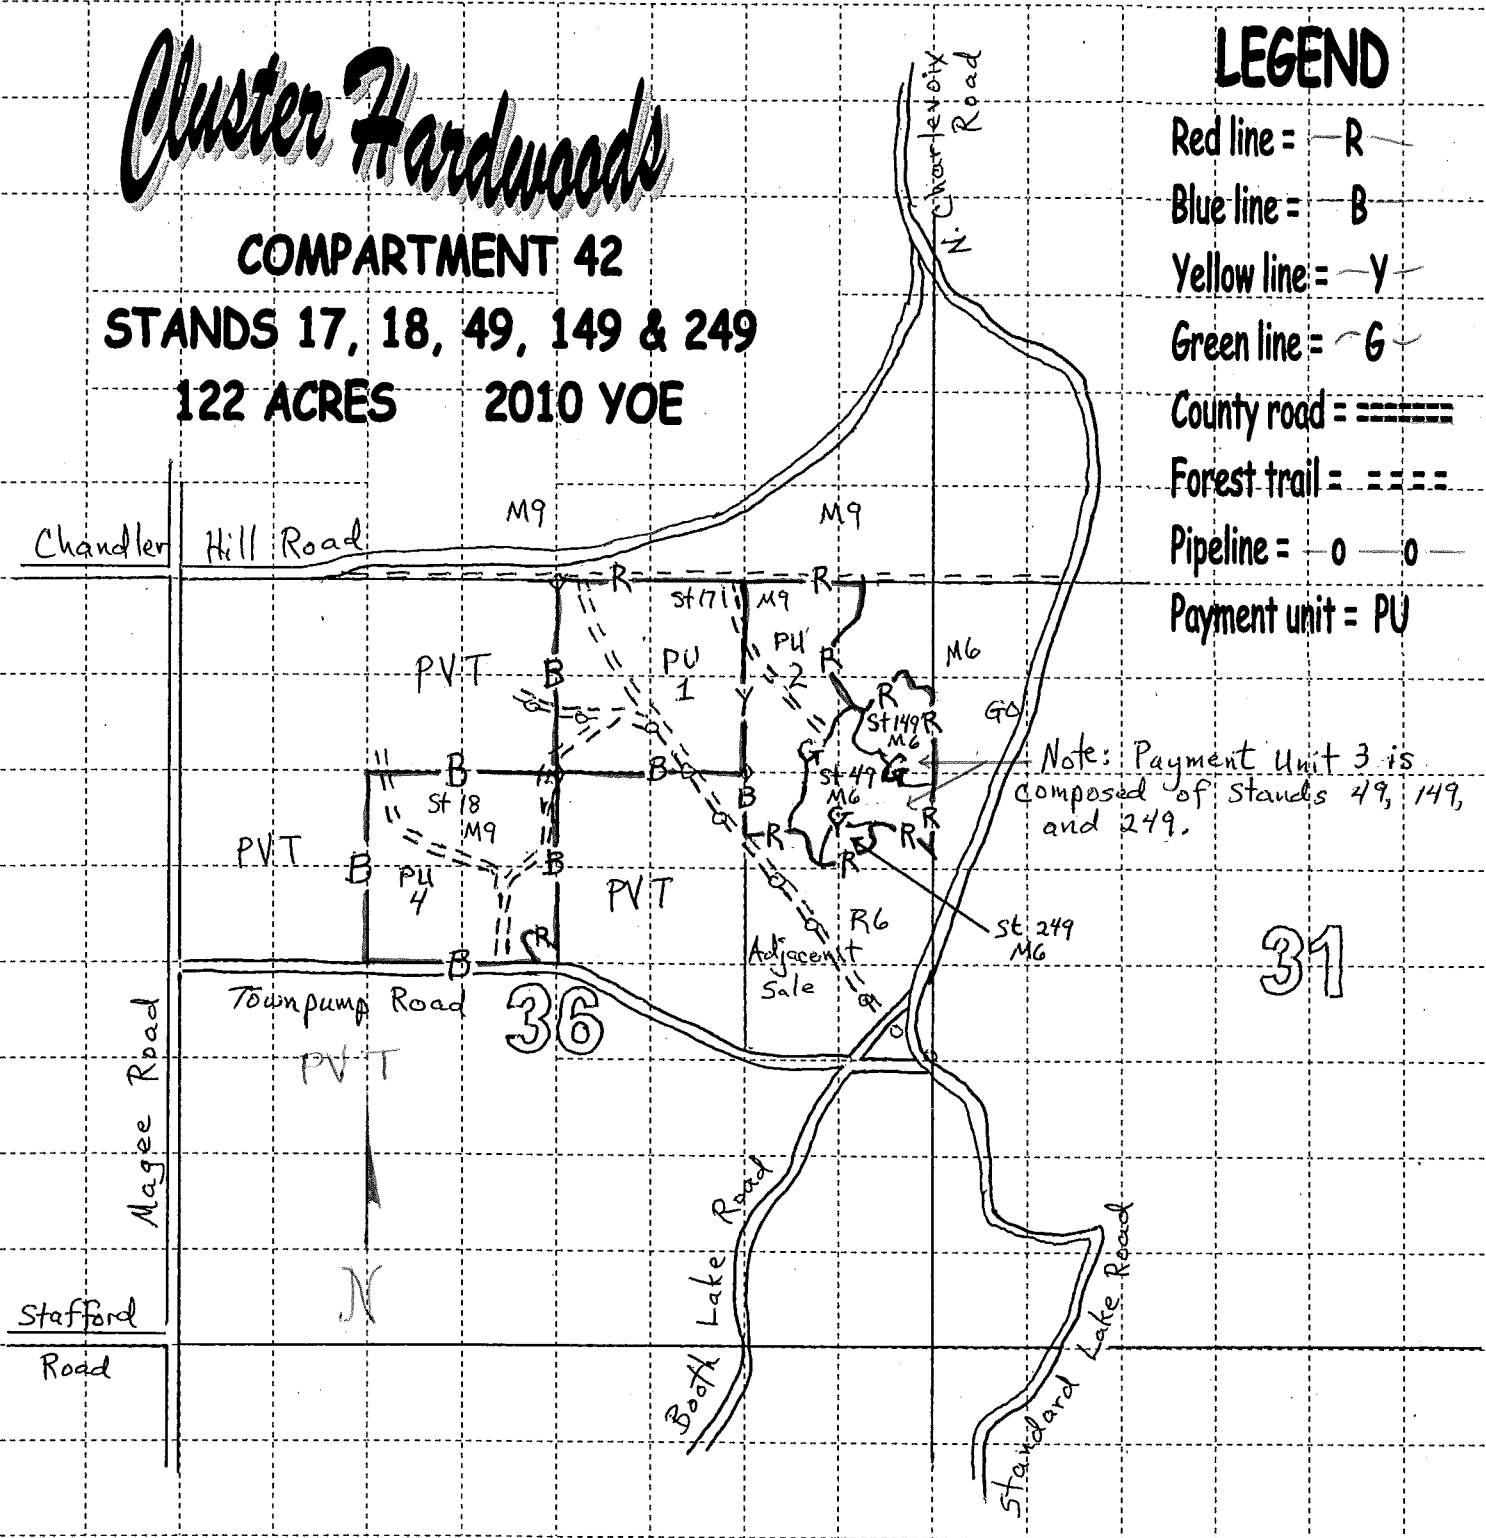 Cluster Hardwoods
COMPARTMENT 42
STANDS 17, 18, 49, 149 & 249
122 ACRES 2010 YOE
LEGEND
Red line = R
Blue line = B
Yellow line = Y
Green line = G
County road =
Forest trail =
Pipeline = o o
Payment unit = PU
N. Charlevoix
Road
M9
M9
Chandler Hill Road
R
St 17
M9
R
PVT
B
PU
1
PU
2
R
M6
R
St 149
M6
R
GO
Y
G
G
Note: Payment Unit 3 is
composed of Stands 49, 149,
and 249.
B
B
St 49
M6
St 18
M9
B
G
R
R
R
R
PVT
B
PU
4
B
PVT
R6
St 249
M6
R
Adjacent
Sale
B
31
Townpump Road
36
PVT
Magee Road
N
Stafford
Road
Booth Lake Road
Standard Lake Road